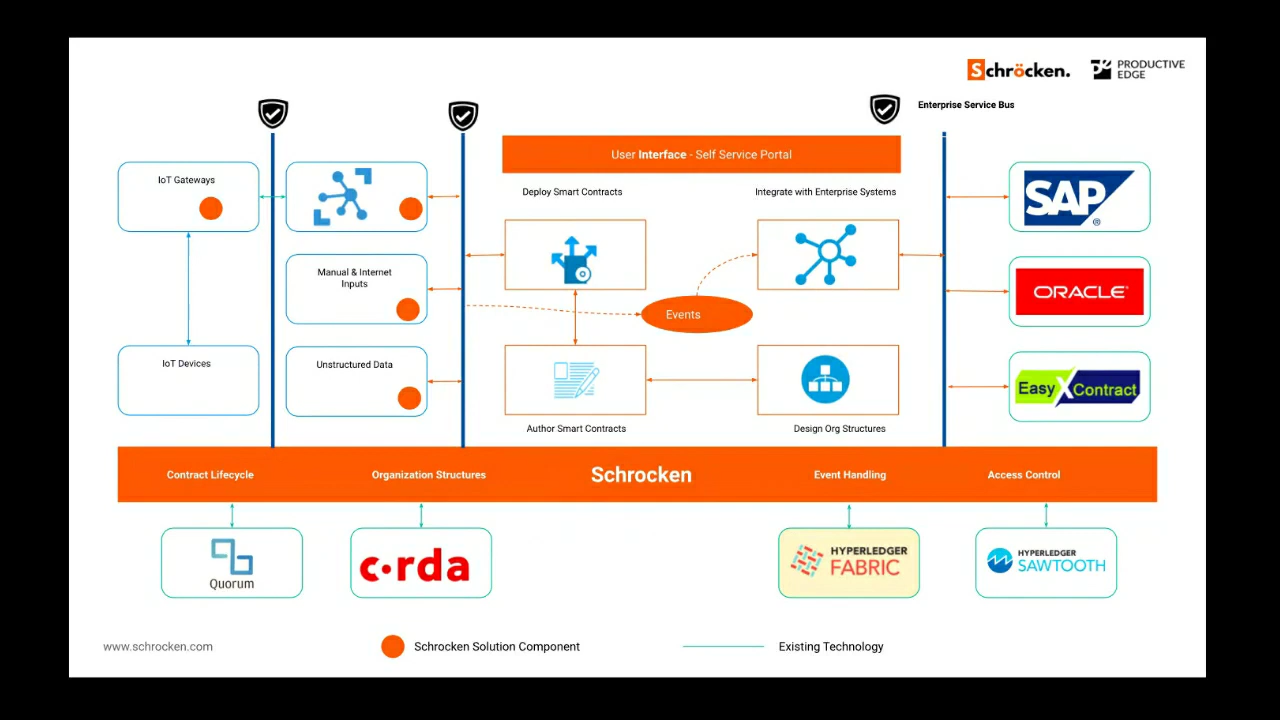 Schröcken.
PRODUCTIVE
EDGE
Enterprise Service Bus
User Interface - Self Service Portal
IoT Gateways
Deploy Smart Contracts
Integrate with Enterprise Systems
SAP
®
Manual & Internet
Inputs
ORACLE®
Events
IoT Devices
Unstructured Data
Easy X Contract
Author Smart Contracts
Design Org Structures
Contract Lifecycle
Organization Structures
Schrocken
Event Handling
Access Control
Quorum
c·rda
HYPERLEDGER
FABRIC
HYPERLEDGER
SAWTOOTH
www.schrocken.com
Schrocken Solution Component
Existing Technology